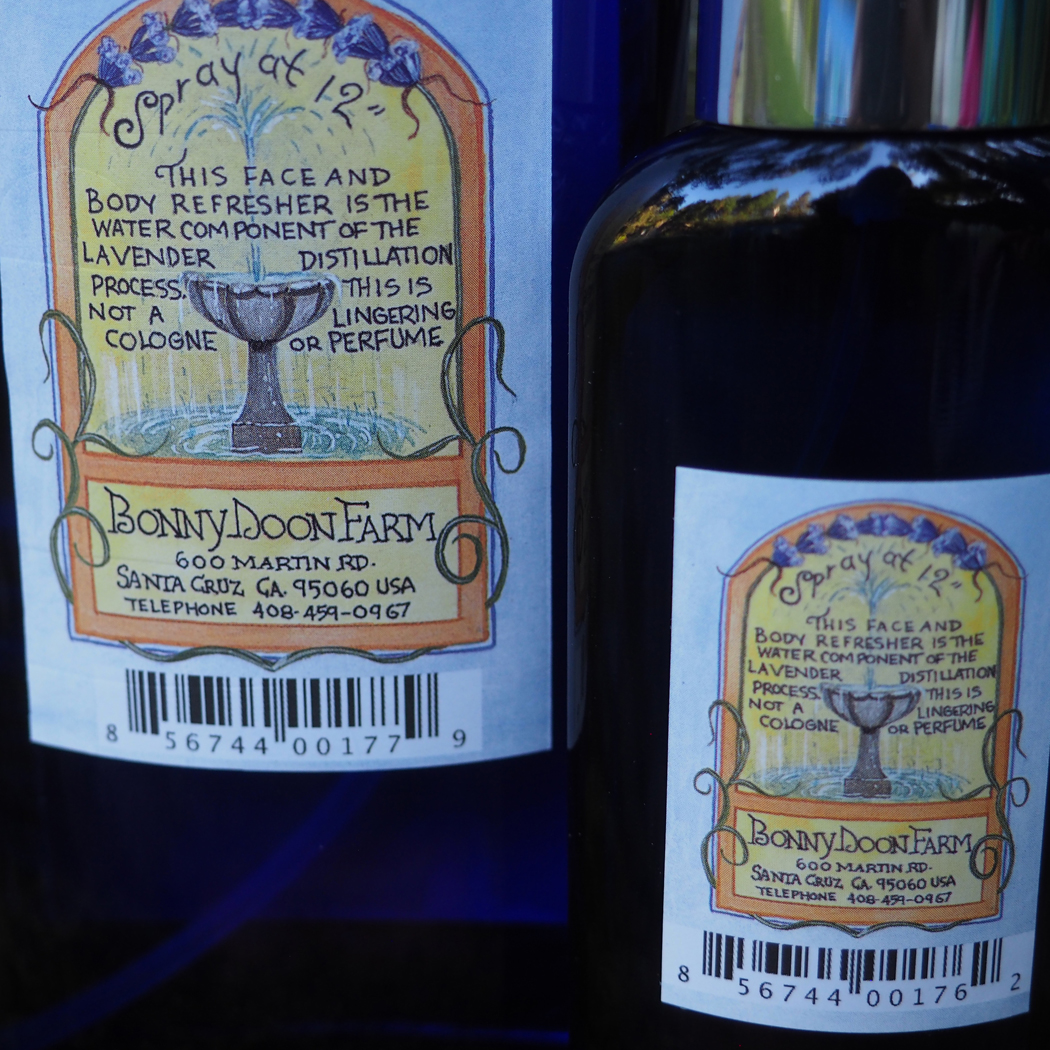 Spray at 12"
THIS FACE AND
BODY REFRESHER IS THE
WATER COMPONENT OF THE
LAVENDER DISTILLATION
PROCESS. THIS IS
NOT A LINGERING
COLOGNE OR PERFUME
BONNY DOON FARM
600 MARTIN RD.
SANTA CRUZ CA. 95060 USA
TELEPHONE 408-459-0967
8 56744 00177 9
Spray at 12"
THIS FACE AND
BODY REFRESHER IS THE
WATER COMPONENT OF THE
LAVENDER DISTILLATION
PROCESS. THIS IS
NOT A LINGERING
COLOGNE OR PERFUME
BONNY DOON FARM
600 MARTIN RD.
SANTA CRUZ CA. 95060 USA
TELEPHONE 408-459-0967
8 56744 00176 2